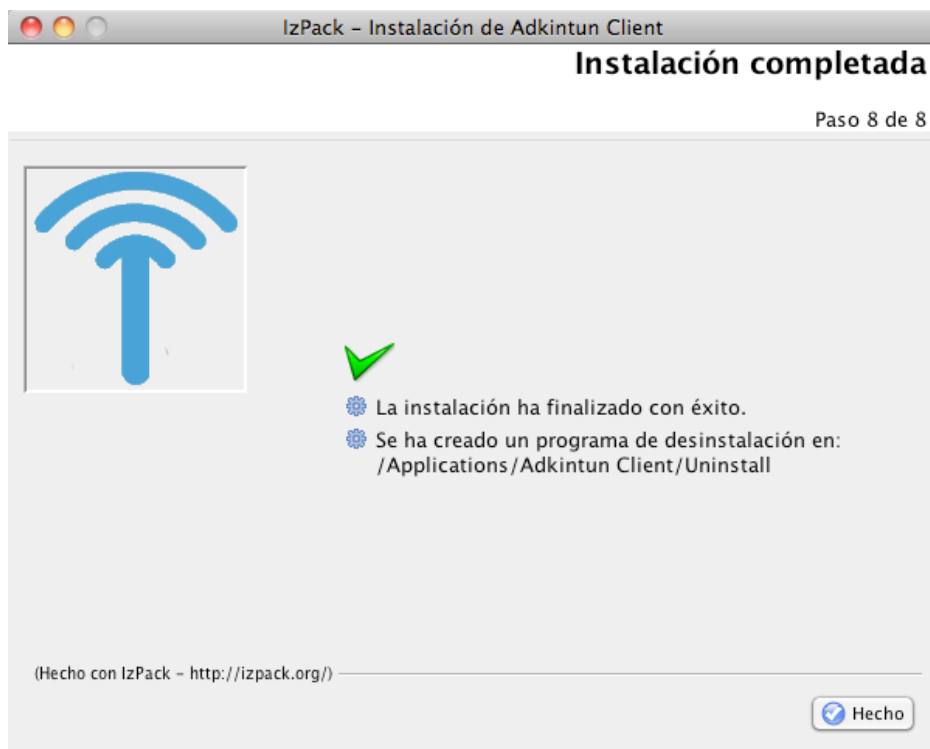 IzPack – Instalación de Adkintun Client
Instalación completada
Paso 8 de 8
La instalación ha finalizado con éxito.
Se ha creado un programa de desinstalación en:
/Applications/Adkintun Client/Uninstall
(Hecho con IzPack – http://izpack.org/)
Hecho